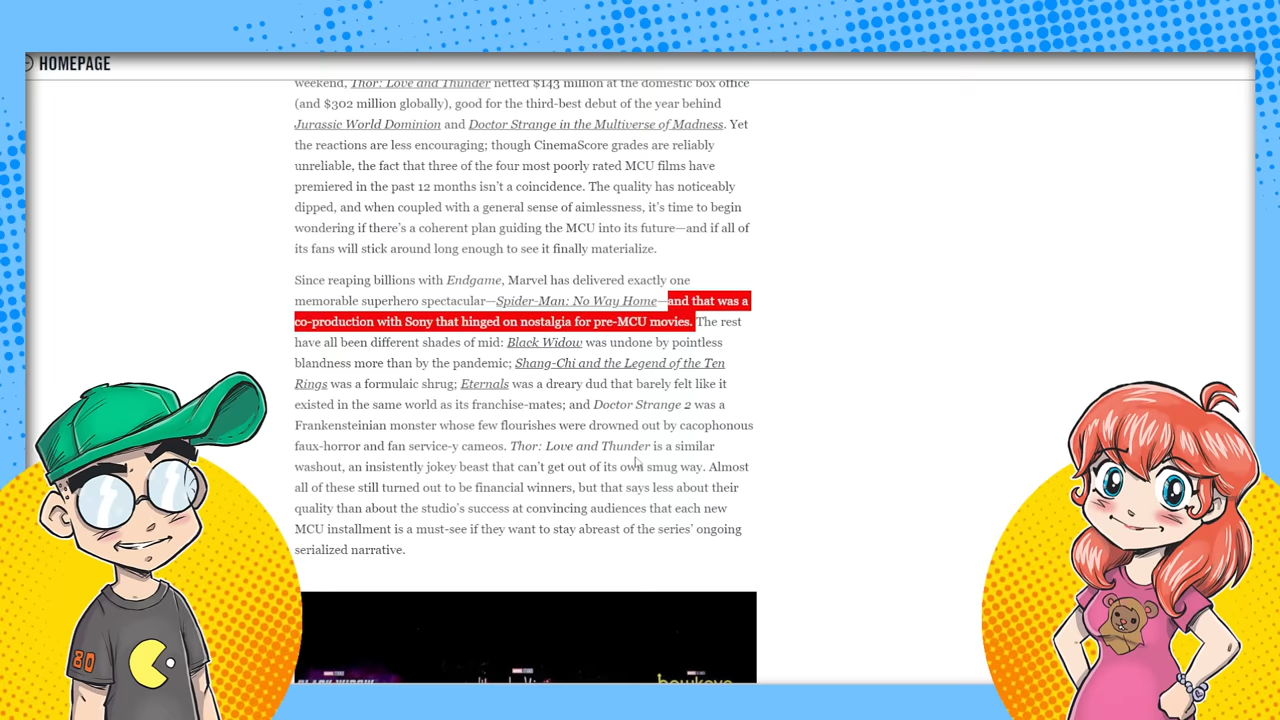 HOMEPAGE
weekend, Thor: Love and Thunder netted $143 million at the domestic box office
(and $302 million globally), good for the third-best debut of the year behind
Jurassic World Dominion and Doctor Strange in the Multiverse of Madness. Yet
the reactions are less encouraging; though CinemaScore grades are reliably
unreliable, the fact that three of the four most poorly rated MCU films have
premiered in the past 12 months isn’t a coincidence. The quality has noticeably
dipped, and when coupled with a general sense of aimlessness, it’s time to begin
wondering if there’s a coherent plan guiding the MCU into its future—and if all of
its fans will stick around long enough to see it finally materialize.
Since reaping billions with Endgame, Marvel has delivered exactly one
memorable superhero spectacular—Spider-Man: No Way Home—and that was a
co-production with Sony that hinged on nostalgia for pre-MCU movies. The rest
have all been different shades of mid: Black Widow was undone by pointless
blandness more than by the pandemic; Shang-Chi and the Legend of the Ten
Rings was a formulaic shrug; Eternals was a dreary dud that barely felt like it
existed in the same world as its franchise-mates; and Doctor Strange 2 was a
Frankensteinian monster whose few flourishes were drowned out by cacophonous
faux-horror and fan service-y cameos. Thor: Love and Thunder is a similar
washout, an insistently jokey beast that can’t get out of its own smug way. Almost
all of these still turned out to be financial winners, but that says less about their
quality than about the studio’s success at convincing audiences that each new
MCU installment is a must-see if they want to stay abreast of the series’ ongoing
serialized narrative.
80